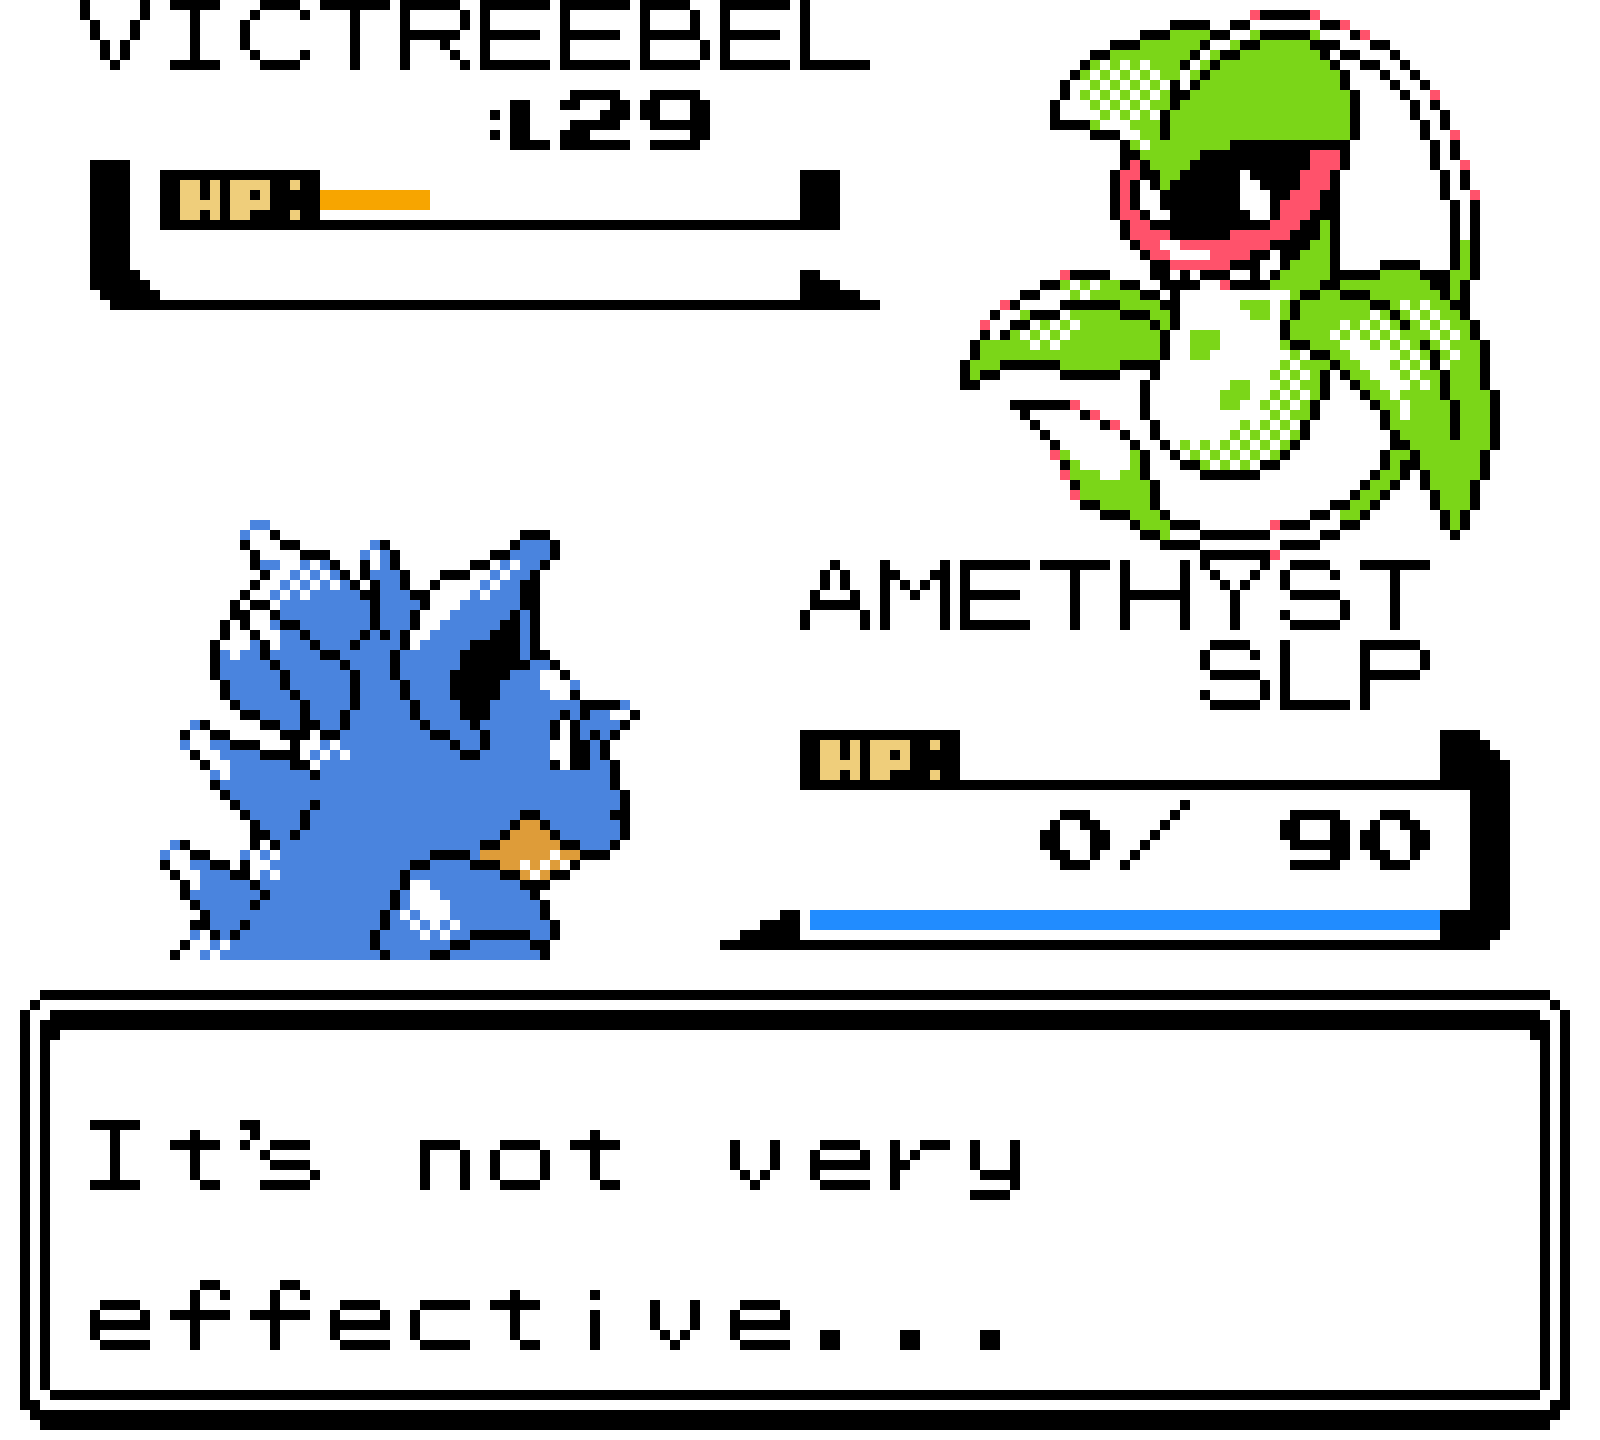 VICTREEBEL
:L29
HP:
AMETHYST
SLP
HP:
0/ 90
It's not very
effective...